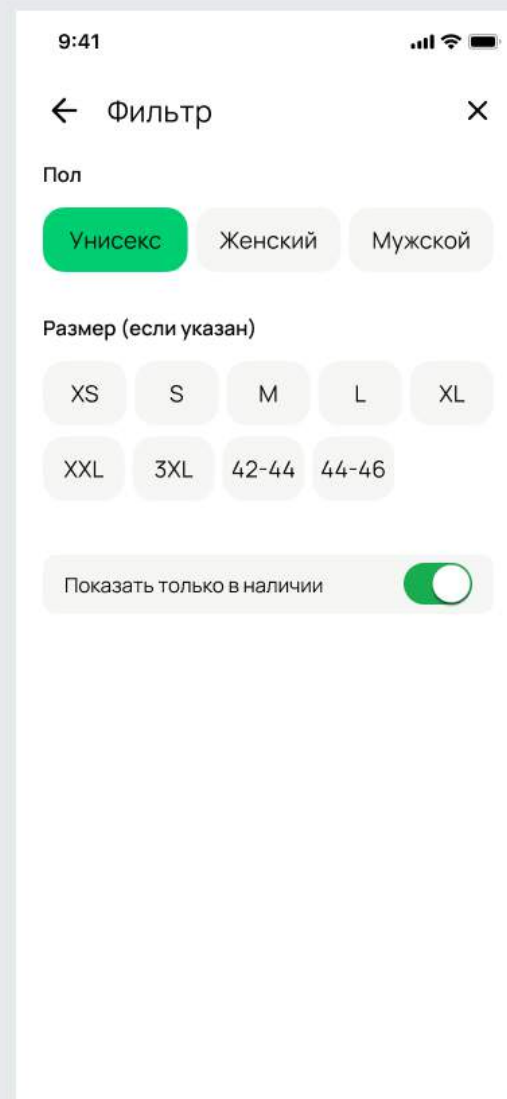 9:41
Фильтр
Пол
Унисекс Женский Мужской
Размер (если указан)
XS S M L XL
XXL 3XL 42-44 44-46
Показать только в наличии